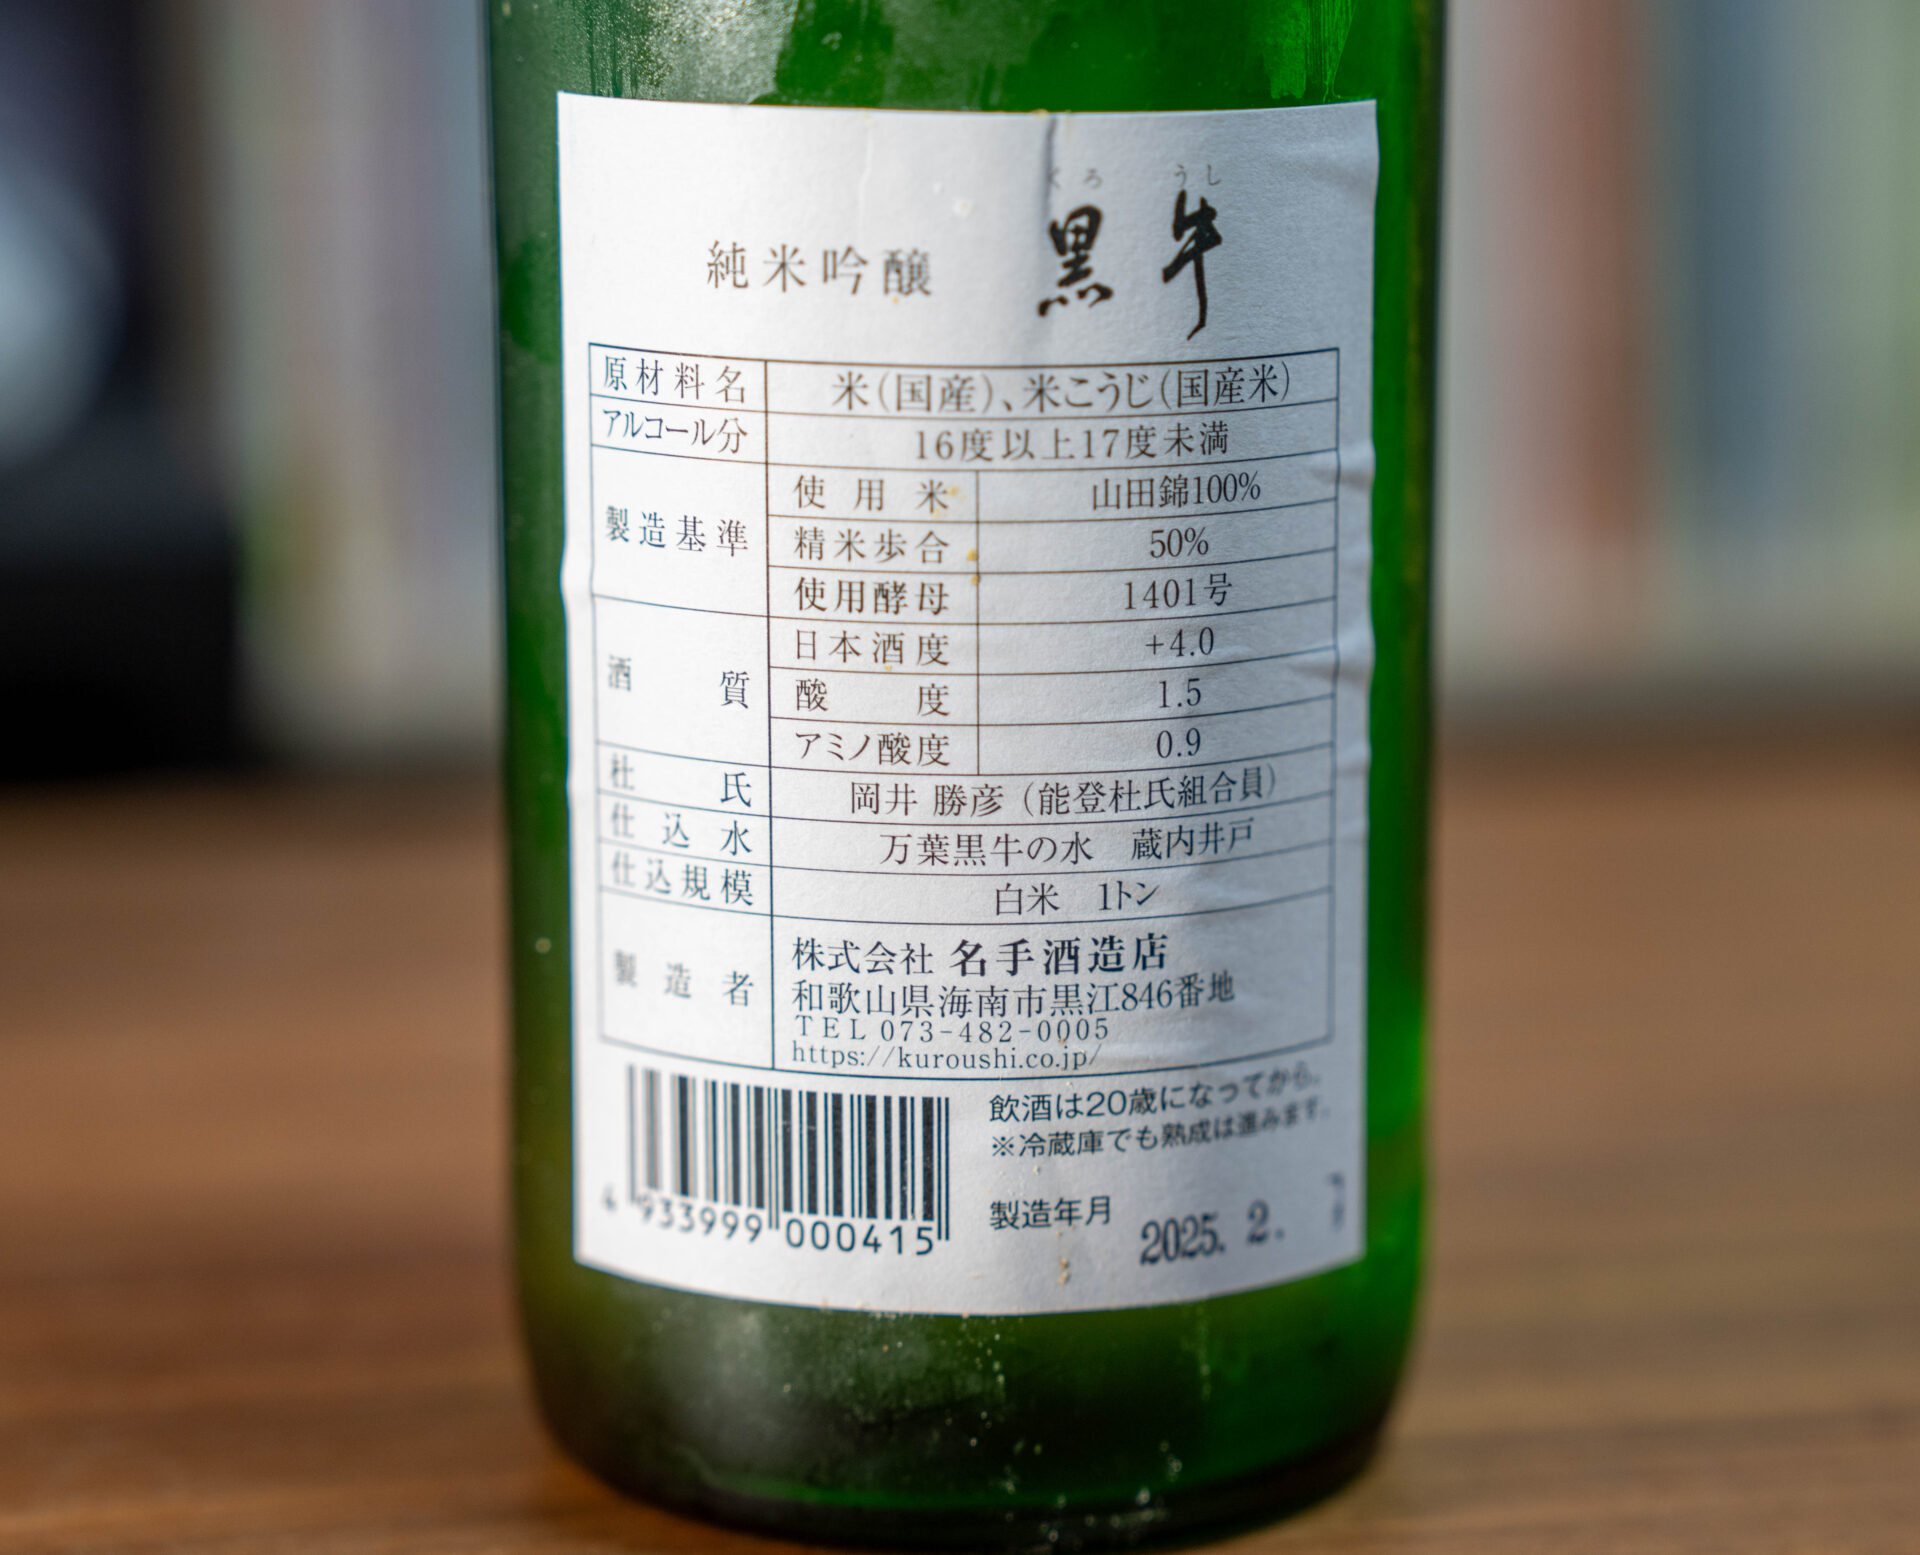 くろ うし
純米吟醸 黒牛
原材料名 米(国産)、米こうじ(国産米)
アルコール分 16度以上17度未満
製造基準 使用米 山田錦100%
精米歩合 50%
使用酵母 1401号
酒質 日本酒度 +4.0
酸度 1.5
アミノ酸度 0.9
杜氏 岡井 勝彦 (能登杜氏組合員)
仕込水 万葉黒牛の水 蔵内井戸
仕込規模 白米 1トン
製造者 株式会社 名手酒造店
和歌山県海南市黒江846番地
TEL 073-482-0005
https://kuroushi.co.jp/
飲酒は20歳になってから。
※冷蔵庫でも熟成は進みます。
製造年月 2025. 2.
4 933999 000415